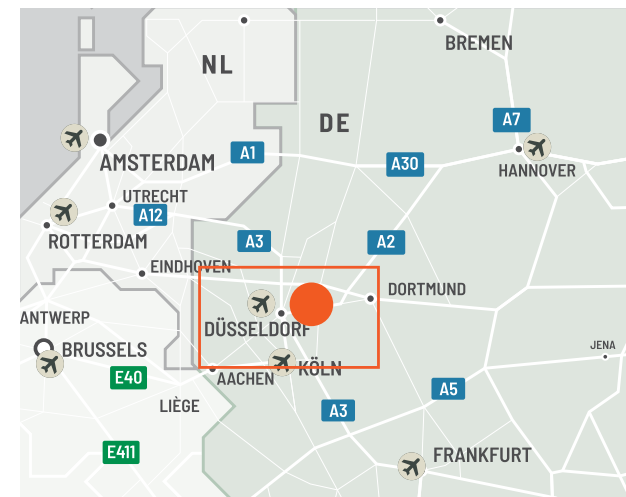 BREMEN
NL
DE
A7
AMSTERDAM
A1
A30
HANNOVER
UTRECHT
A12
ROTTERDAM
A3
A2
EINDHOVEN
DORTMUND
ANTWERP
DÜSSELDORF
BRUSSELS
JENA
E40
AACHEN
KÖLN
A5
LIÈGE
A3
E411
FRANKFURT